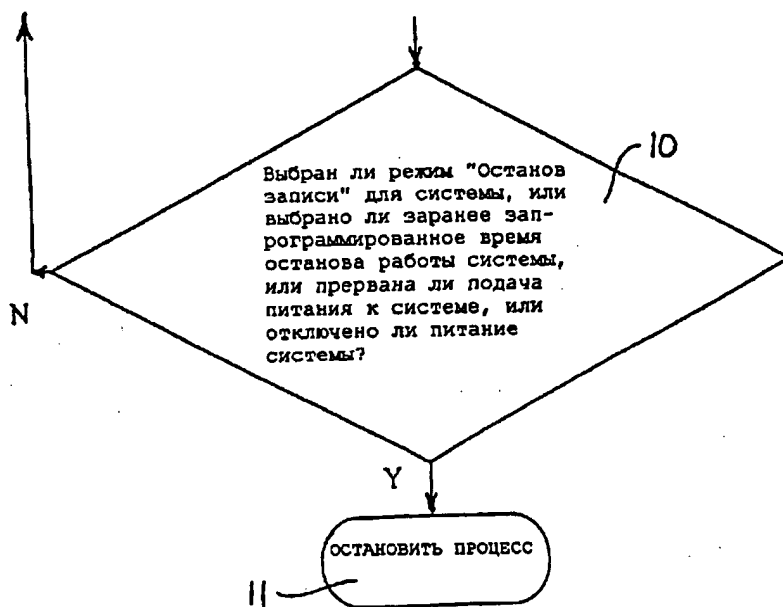 10
Выбран ли режим "Останов
записи" для системы, или
выбрано ли заранее зап-
рограммированное время
останова работы системы,
или прервана ли подача
питания к системе, или
отключено ли питание
системы?
N
Y
ОСТАНОВИТЬ ПРОЦЕСС
11